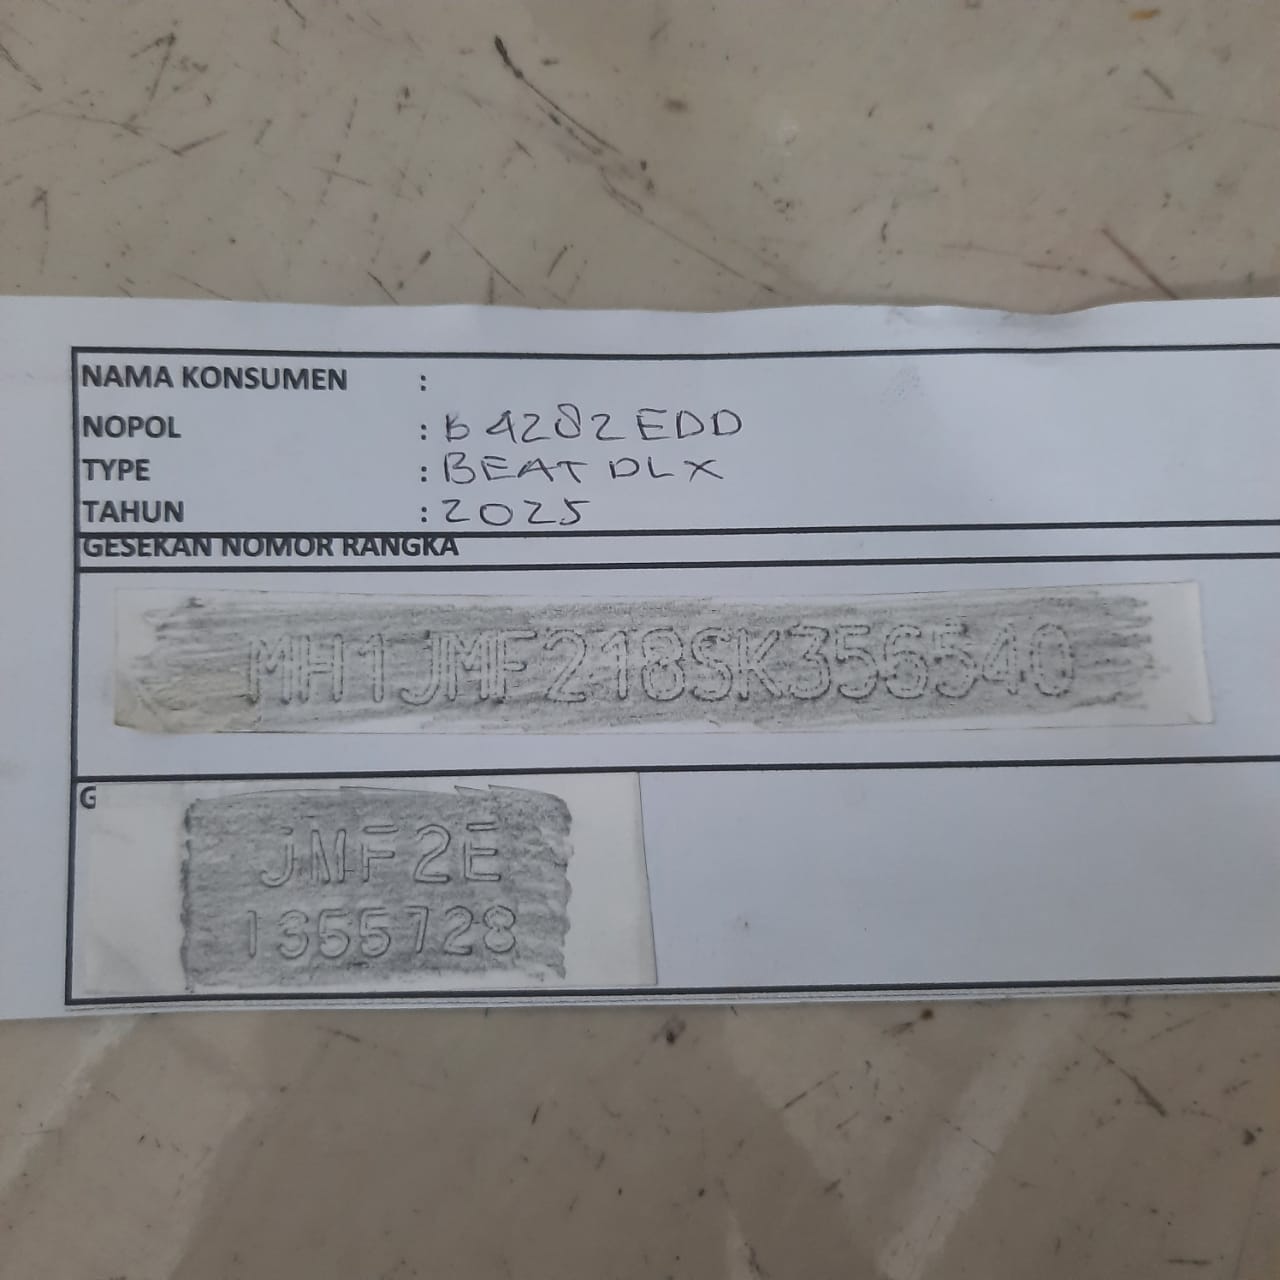 NAMA KONSUMEN :
NOPOL : B 4282 EDD
TYPE : BEAT DLX
TAHUN : 2025
GESEKAN NOMOR RANGKA
MH1JMF218SK356540
G
JMF2E
1355728